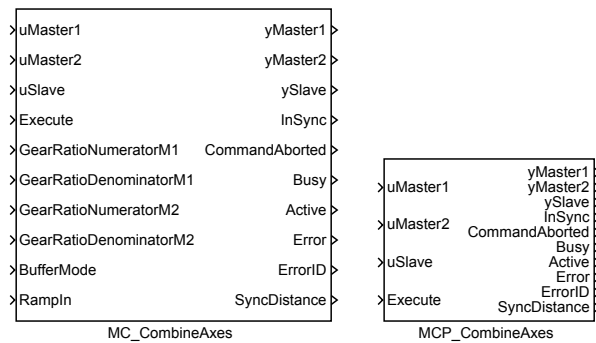 uMaster1 yMaster1
uMaster2 yMaster2
uSlave ySlave
Execute InSync
GearRatioNumeratorM1 CommandAborted
GearRatioDenominatorM1 Busy
GearRatioNumeratorM2 Active
GearRatioDenominatorM2 Error
BufferMode ErrorID
RampIn SyncDistance
MC_CombineAxes
yMaster1
uMaster1 yMaster2
ySlave
InSync
uMaster2 CommandAborted
Busy
uSlave Active
Error
ErrorID
Execute SyncDistance
MCP_CombineAxes